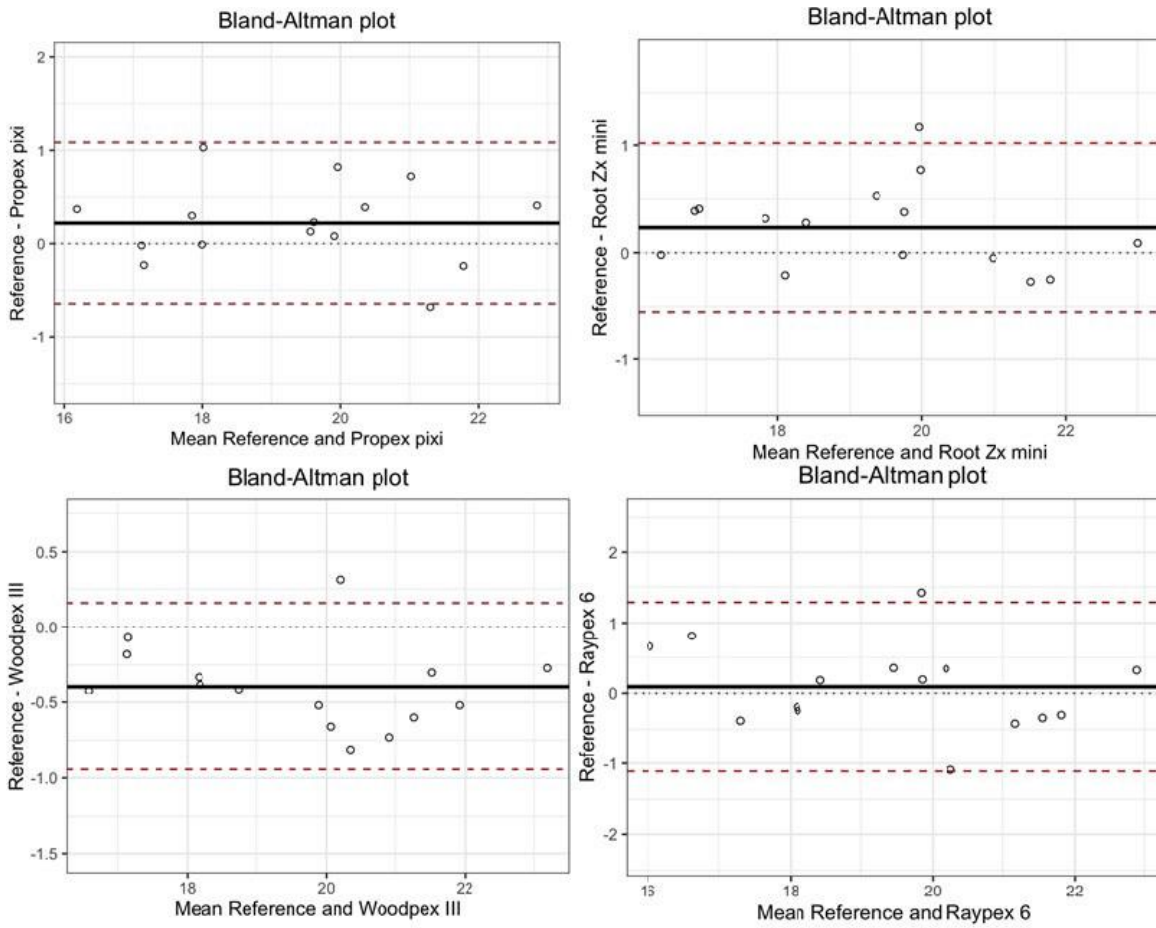 Bland-Altman plot
Reference - Propex pixi
2
1
0
-1
16 18 20 22
Mean Reference and Propex pixi
Bland-Altman plot
Reference - Root Zx mini
1
0
-1
18 20 22
Mean Reference and Root Zx mini
Bland-Altman plot
Reference - Woodpex III
0.5
0.0
-0.5
-1.0
-1.5
18 20 22
Mean Reference and Woodpex III
Bland-Altman plot
Reference - Raypex 6
2
1
0
-1
-2
18 20 22
Mean Reference and Raypex 6